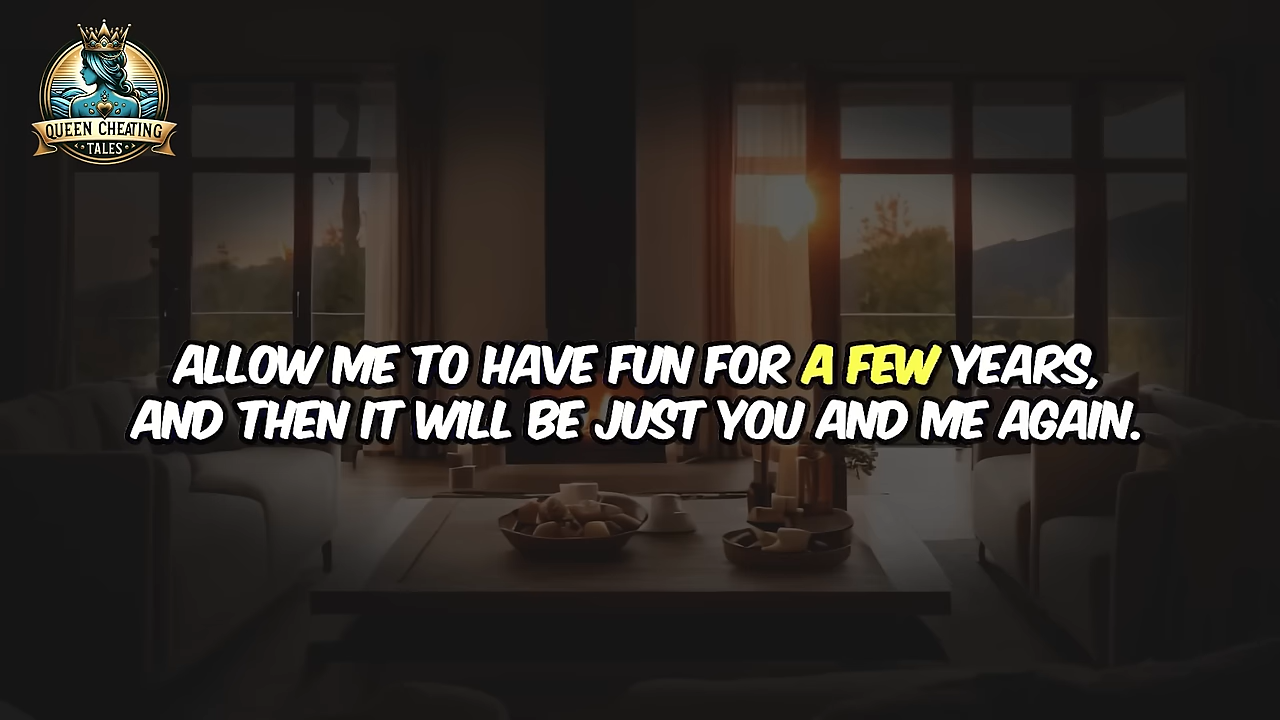 QUEEN CHEATING
TALES
ALLOW ME TO HAVE FUN FOR A FEW YEARS,
AND THEN IT WILL BE JUST YOU AND ME AGAIN.